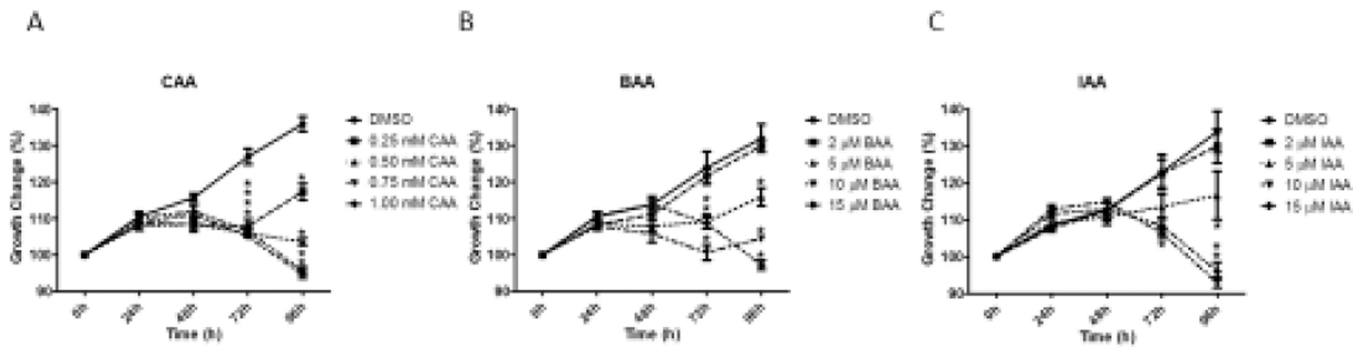 A
B
C
CAA
BAA
IAA
Growth Change (%)
140
130
120
110
100
90
0h
24h
48h
72h
96h
Time (h)
DMSO
0.25 mM CAA
0.50 mM CAA
0.75 mM CAA
1.00 mM CAA
Growth Change (%)
140
130
120
110
100
90
0h
24h
48h
72h
96h
Time (h)
DMSO
2 µM BAA
5 µM BAA
10 µM BAA
15 µM BAA
Growth Change (%)
140
130
120
110
100
90
0h
24h
48h
72h
96h
Time (h)
DMSO
2 µM IAA
5 µM IAA
10 µM IAA
15 µM IAA